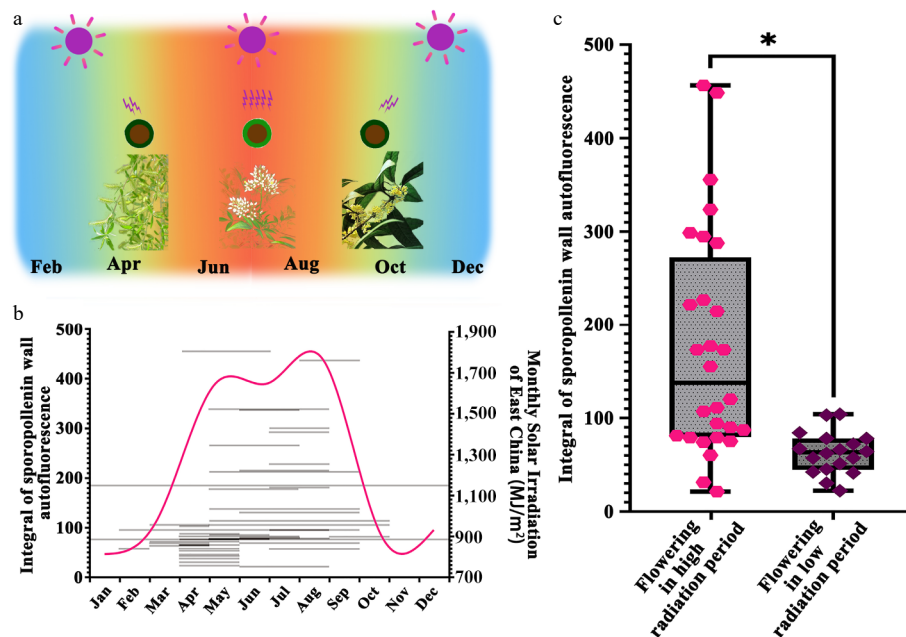 a
Feb
Apr
Jun
Aug
Oct
Dec
b
Integral of sporopollenin wall
autofluorescence
500
400
300
200
100
0
1,900
1,700
1,500
1,300
1,100
900
700
Monthly Solar Irradiation
of East China (MJ/m²)
Jan
Feb
Mar
Apr
May
Jun
Jul
Aug
Sep
Oct
Nov
Dec
c
Integral of sporopollenin wall autofluorescence
500
400
300
200
100
0
*
Flowering
in high
radiation period
Flowering
in low
radiation period